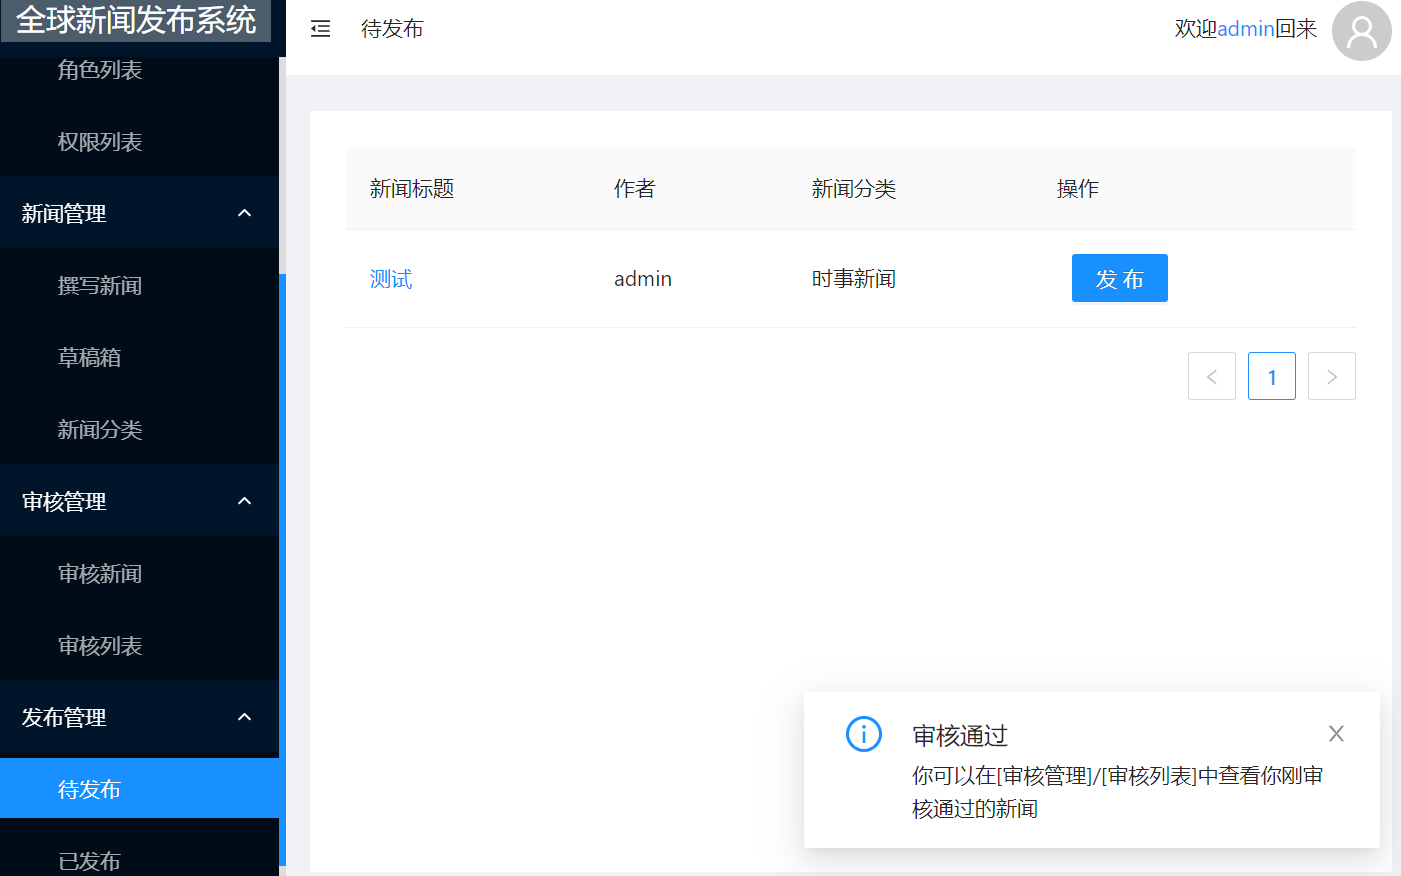 全球新闻发布系统
角色列表
权限列表
新闻管理
撰写新闻
草稿箱
新闻分类
审核管理
审核新闻
审核列表
发布管理
待发布
已发布
待发布
欢迎admin回来
新闻标题 作者 新闻分类 操作
测试 admin 时事新闻 发 布
1
审核通过
你可以在[审核管理]/[审核列表]中查看你刚审
核通过的新闻